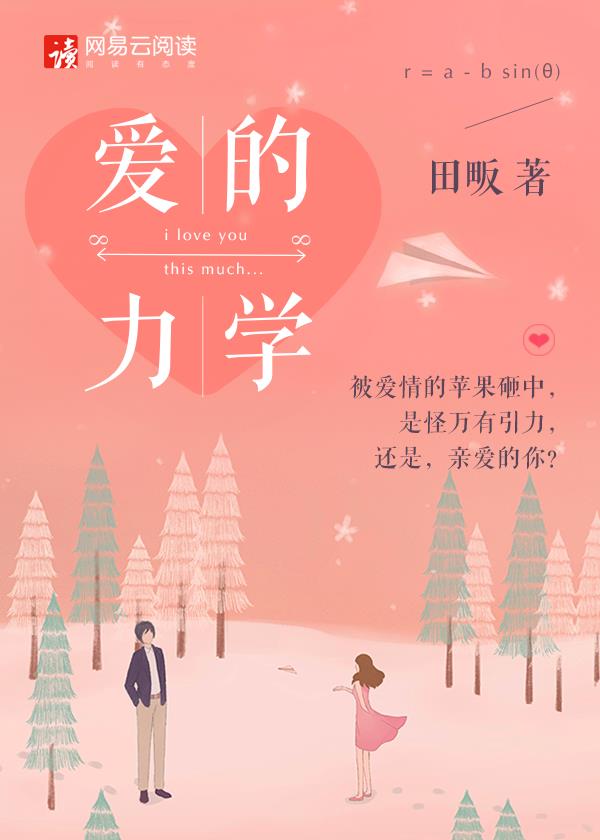 读 网易云阅读
阅读有态度
r = a - b sin(θ)
田畈 著
爱的
i love you
∞ ∞
this much...
力学
被爱情的苹果砸中，
是怪万有引力，
还是，亲爱的你？